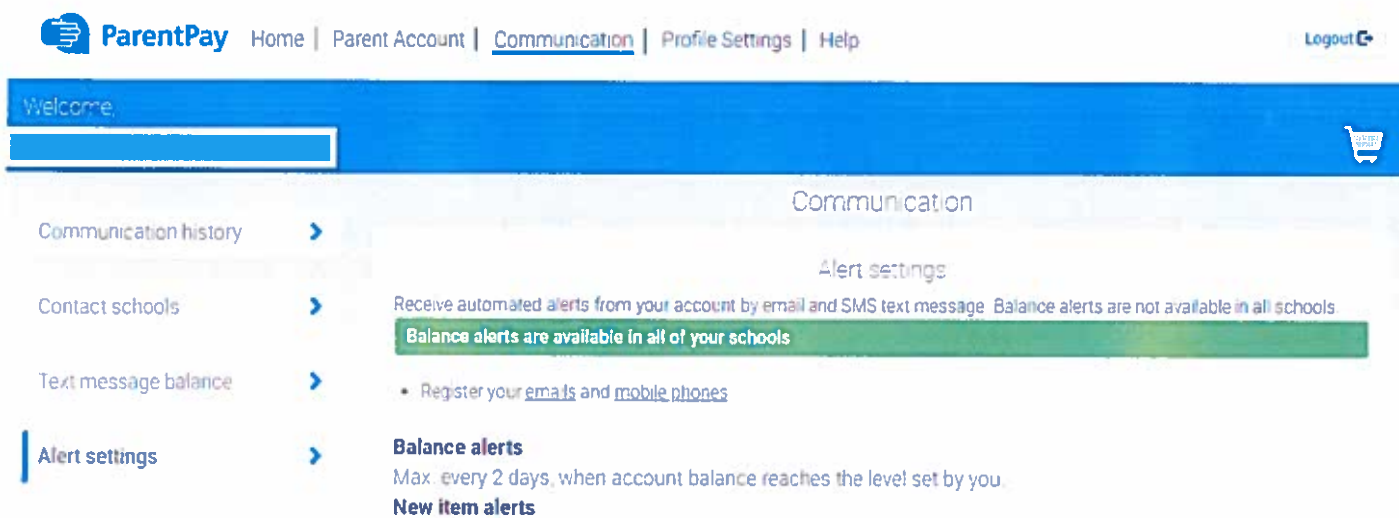 ParentPay Home | Parent Account | Communication | Profile Settings | Help Logout
Welcome,
Communication
Communication history
Alert settings
Contact schools
Receive automated alerts from your account by email and SMS text message. Balance alerts are not available in all schools.
Balance alerts are available in all of your schools
Text message balance
• Register your emails and mobile phones
Alert settings
Balance alerts
Max. every 2 days, when account balance reaches the level set by you.
New item alerts